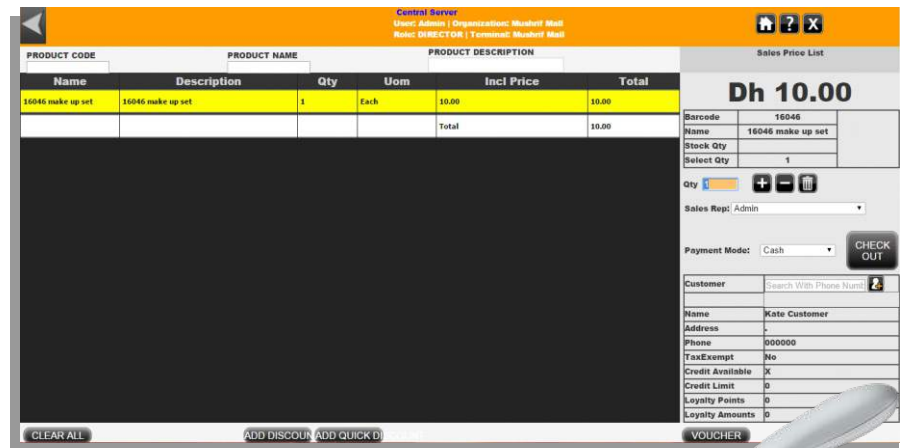 Central Server
User: Admin | Organization: Mushrif Mall
Role: DIRECTOR | Terminal: Mushrif Mall
? X
PRODUCT CODE PRODUCT NAME PRODUCT DESCRIPTION
Name Description Qty Uom Incl Price Total
16046 make up set 16046 make up set 1 Each 10.00 10.00
Total 10.00
Sales Price List
Dh 10.00
Barcode 16046
Name 16046 make up set
Stock Qty
Select Qty 1
Qty 1
Sales Rep: Admin
Payment Mode: Cash
CHECK
OUT
Customer Search With Phone Numb
Name Kate Customer
Address .
Phone 000000
TaxExempt No
Credit Available X
Credit Limit 0
Loyalty Points 0
Loyalty Amounts 0
CLEAR ALL ADD DISCOUN ADD QUICK DI VOUCHER